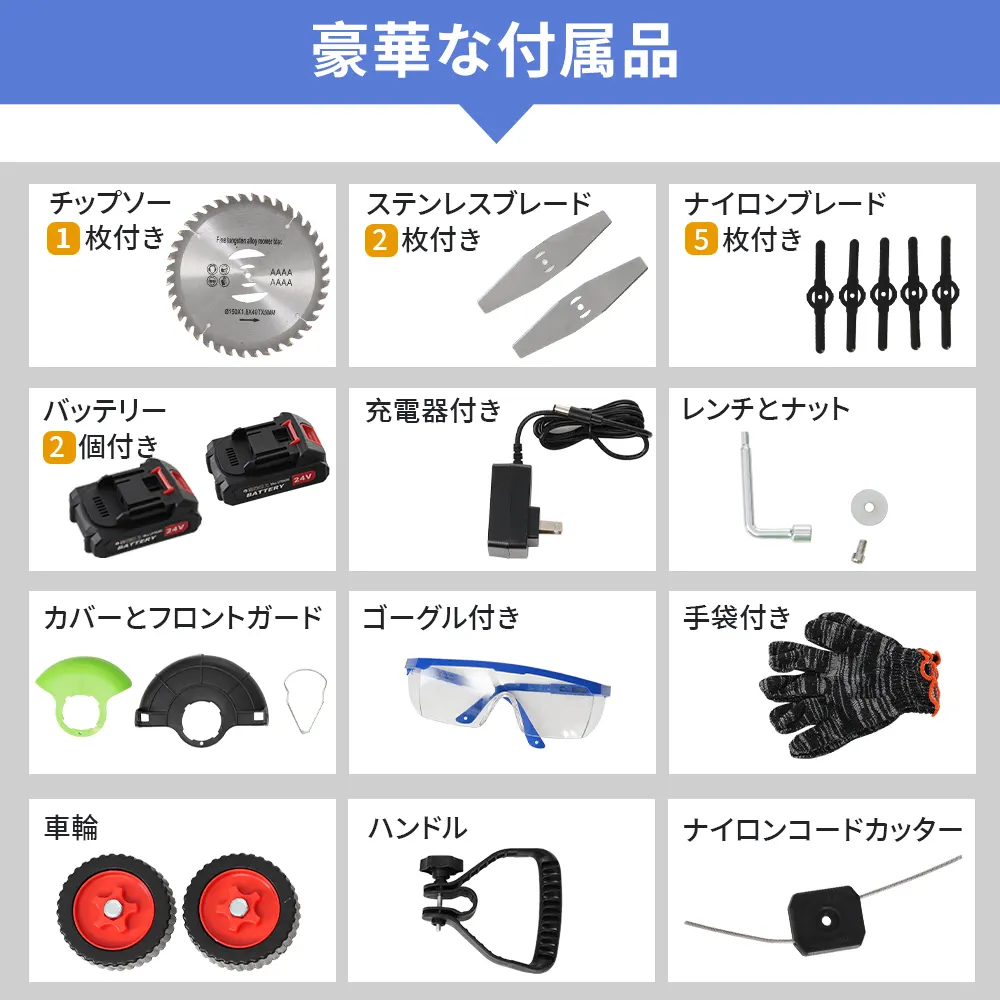 豪華な付属品
チップソー
1 枚付き
Fine tungsten alloy mower blade
AAAA
AAAA
ステンレスブレード
2 枚付き
ナイロンブレード
5 枚付き
バッテリー
2 個付き
BATTERY 24V
BATTERY 24V
充電器付き
レンチとナット
カバーとフロントガード
ゴーグル付き
手袋付き
車輪
ハンドル
ナイロンコードカッター